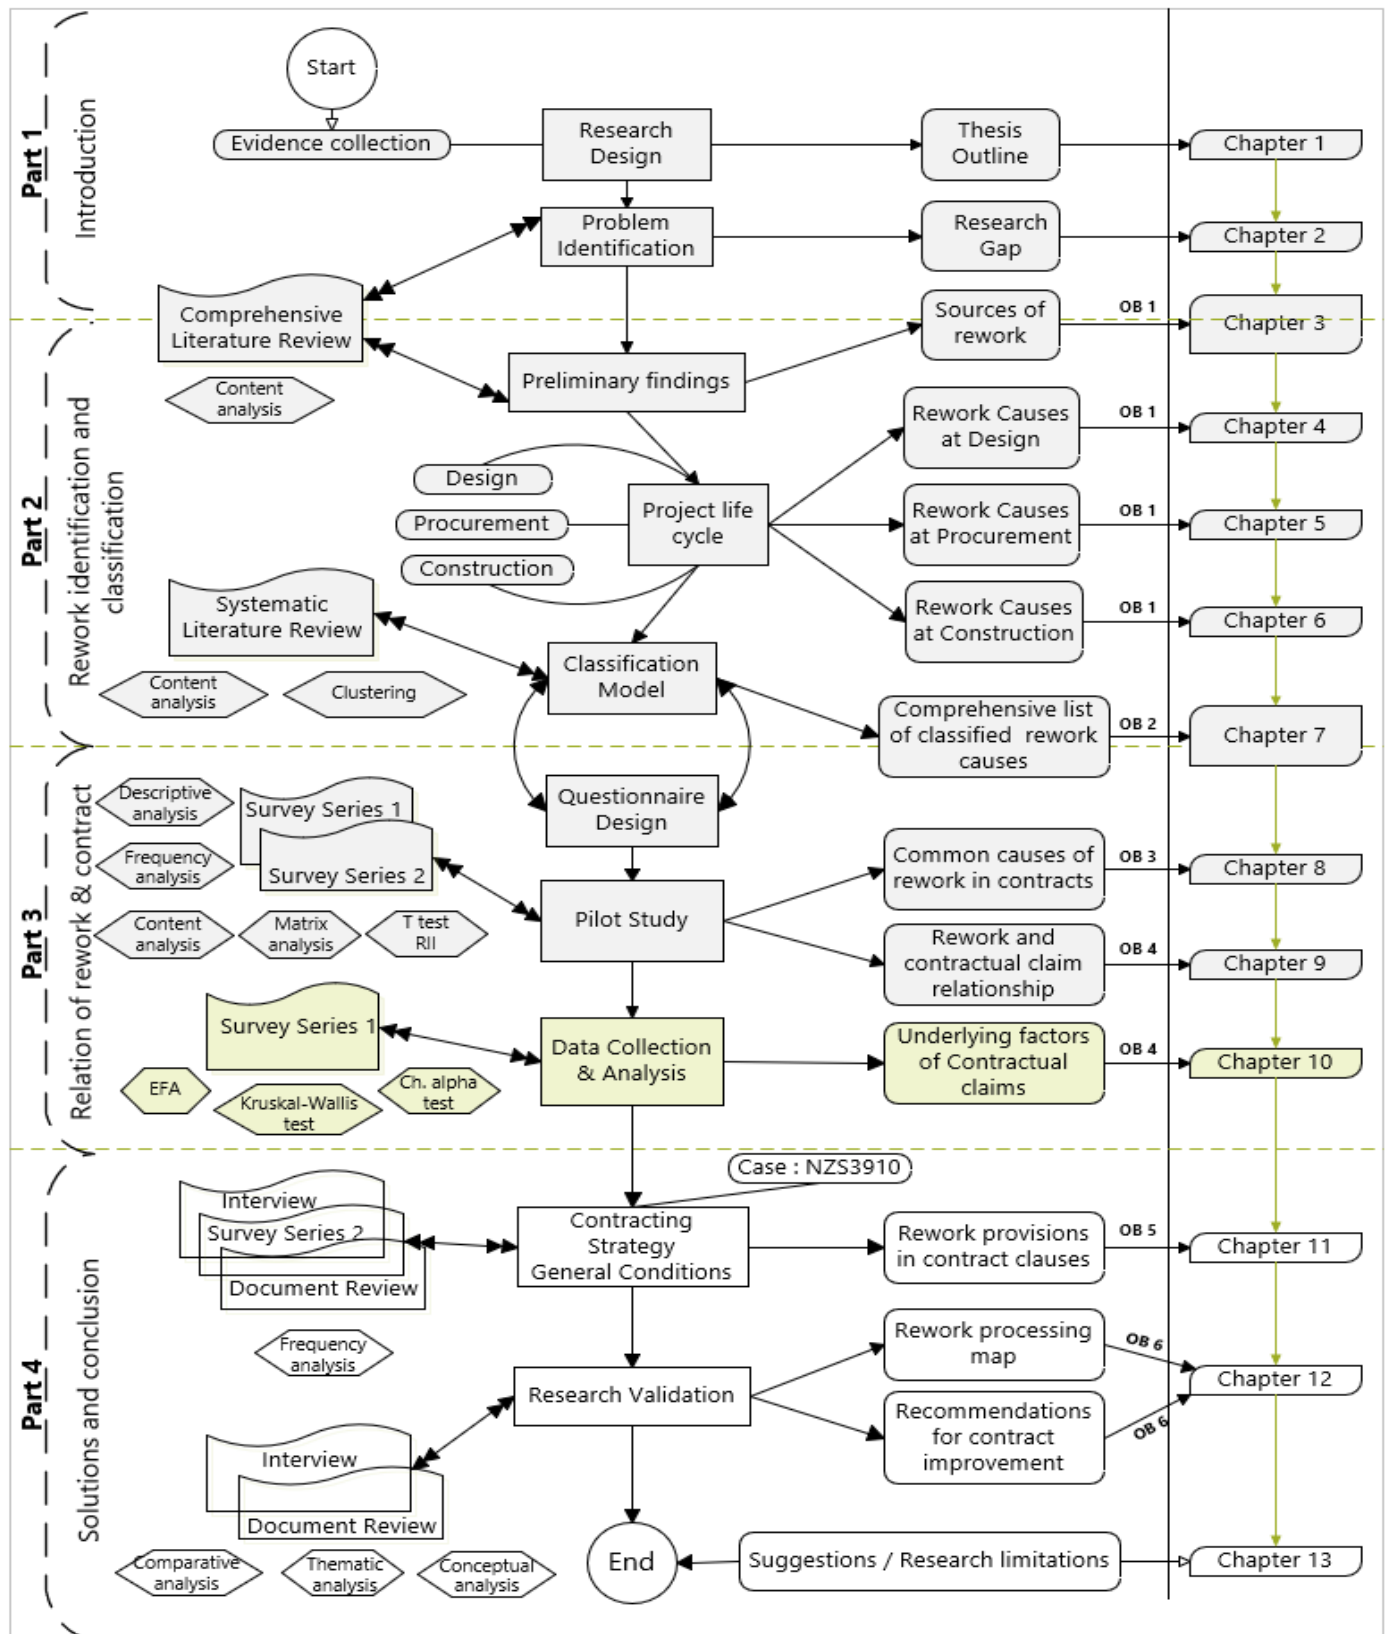 Part 1
Introduction
Start
Evidence collection
Research
Design
Thesis
Outline
Chapter 1
Problem
Identification
Research
Gap
Chapter 2
Comprehensive
Literature Review
Content
analysis
Sources of
rework
OB 1
Chapter 3
Preliminary findings
Part 2
Rework identification and
classification
Rework Causes
at Design
OB 1
Chapter 4
Design
Procurement
Construction
Project life
cycle
Rework Causes
at Procurement
OB 1
Chapter 5
Rework Causes
at Construction
OB 1
Chapter 6
Systematic
Literature Review
Content
analysis
Clustering
Classification
Model
Comprehensive list
of classified rework
causes
OB 2
Chapter 7
Part 3
Relation of rework & contract
Descriptive
analysis
Survey Series 1
Survey Series 2
Frequency
analysis
Content
analysis
Matrix
analysis
T test
RII
Questionnaire
Design
Pilot Study
Common causes of
rework in contracts
OB 3
Chapter 8
Rework and
contractual claim
relationship
OB 4
Chapter 9
Survey Series 1
EFA
Kruskal-Wallis
test
Ch. alpha
test
Data Collection
& Analysis
Underlying factors
of Contractual
claims
OB 4
Chapter 10
Part 4
Solutions and conclusion
Case : NZS3910
Interview
Survey Series 2
Document Review
Frequency
analysis
Contracting
Strategy
General Conditions
Rework provisions
in contract clauses
OB 5
Chapter 11
Rework processing
map
OB 6
Research Validation
Chapter 12
Recommendations
for contract
improvement
OB 6
Interview
Document Review
Comparative
analysis
Thematic
analysis
Conceptual
analysis
End
Suggestions / Research limitations
Chapter 13